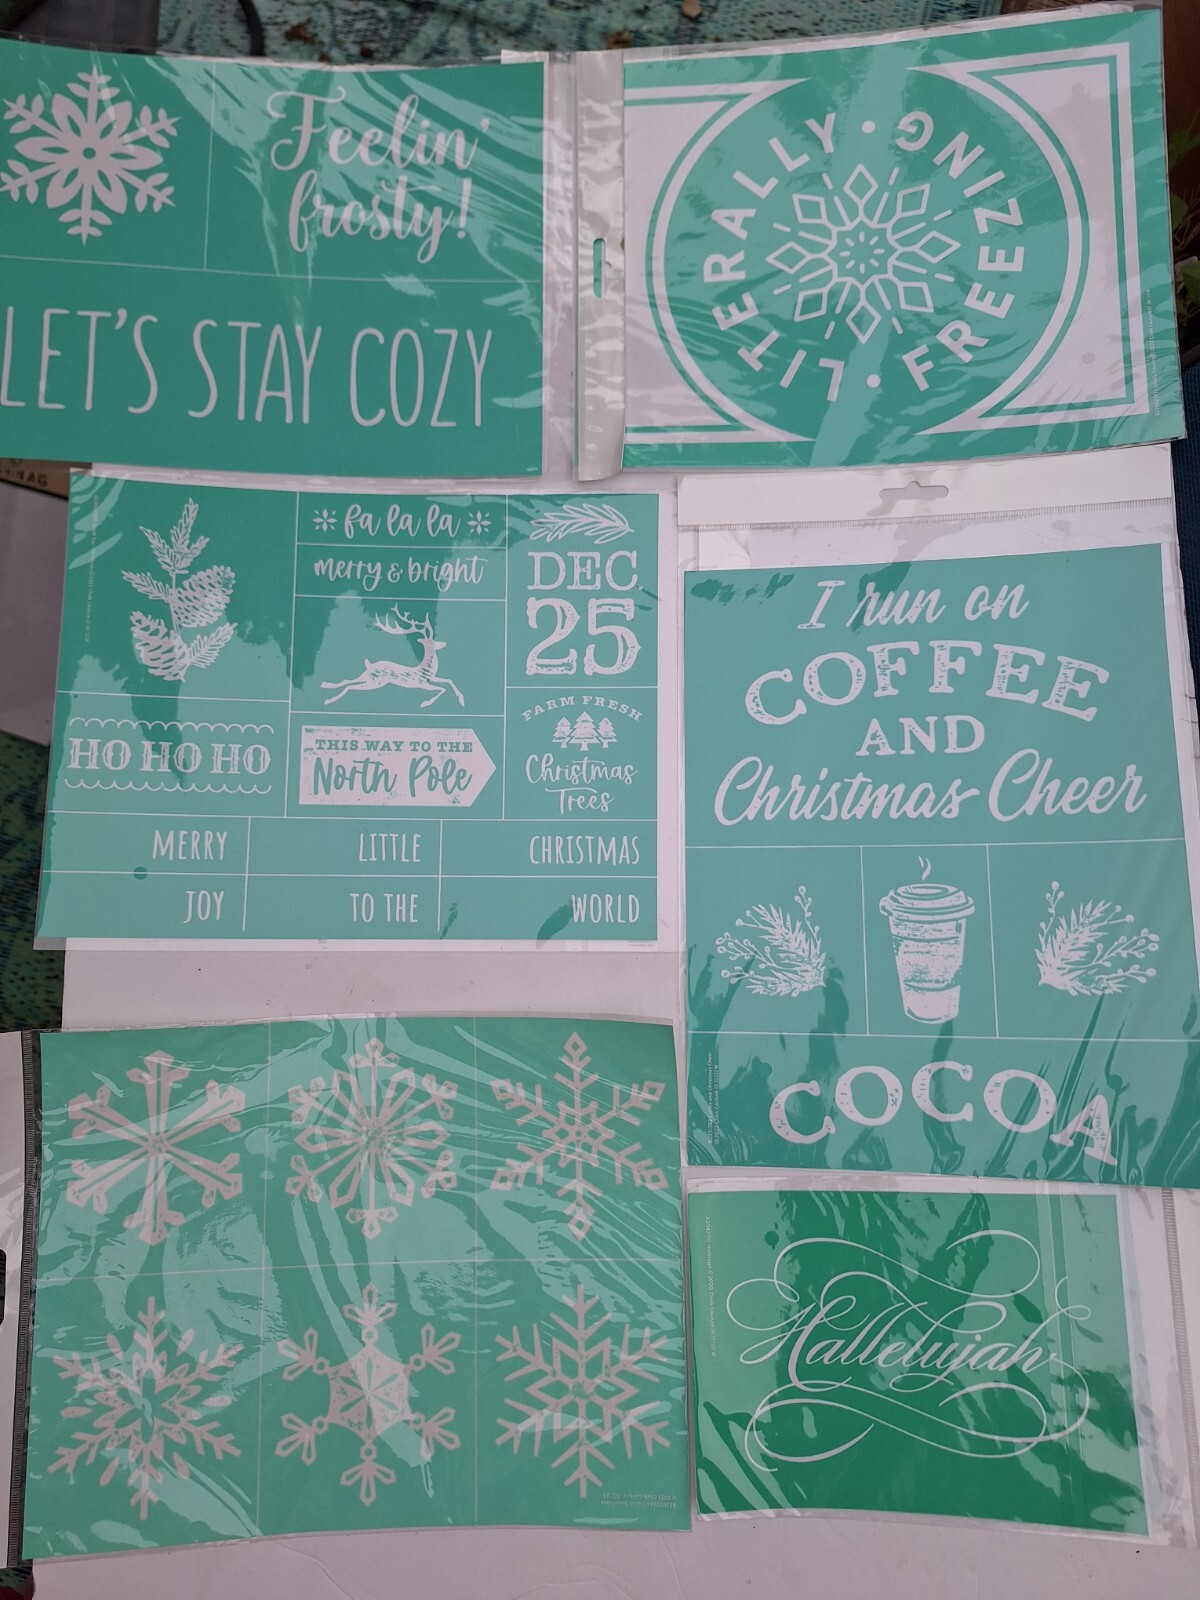 Feelin'
frosty!
LET'S STAY COZY
LITERALLY • FREEZING •
fa la la
merry & bright
DEC
25
HO HO HO
THIS WAY TO THE
North Pole
FARM FRESH
Christmas
Trees
MERRY LITTLE CHRISTMAS
JOY TO THE WORLD
I run on
COFFEE
AND
Christmas Cheer
COCOA
Hallelujah